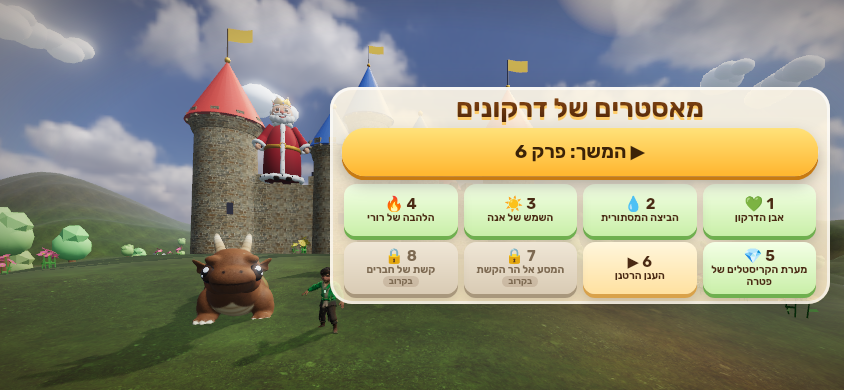 מאסטרים של דרקונים
▶ המשך: פרק 6
1 💚
אבן הדרקון
2 💧
הביצה המסתורית
3 ☀️
השמש של אנה
4 🔥
הלהבה של רורי
5 💎
מערת הקריסטלים של
פטרה
6 ▶
הענן הרטנן
7 🔒
המסע אל הר הקשת
בקרוב
8 🔒
קשת של חברים
בקרוב